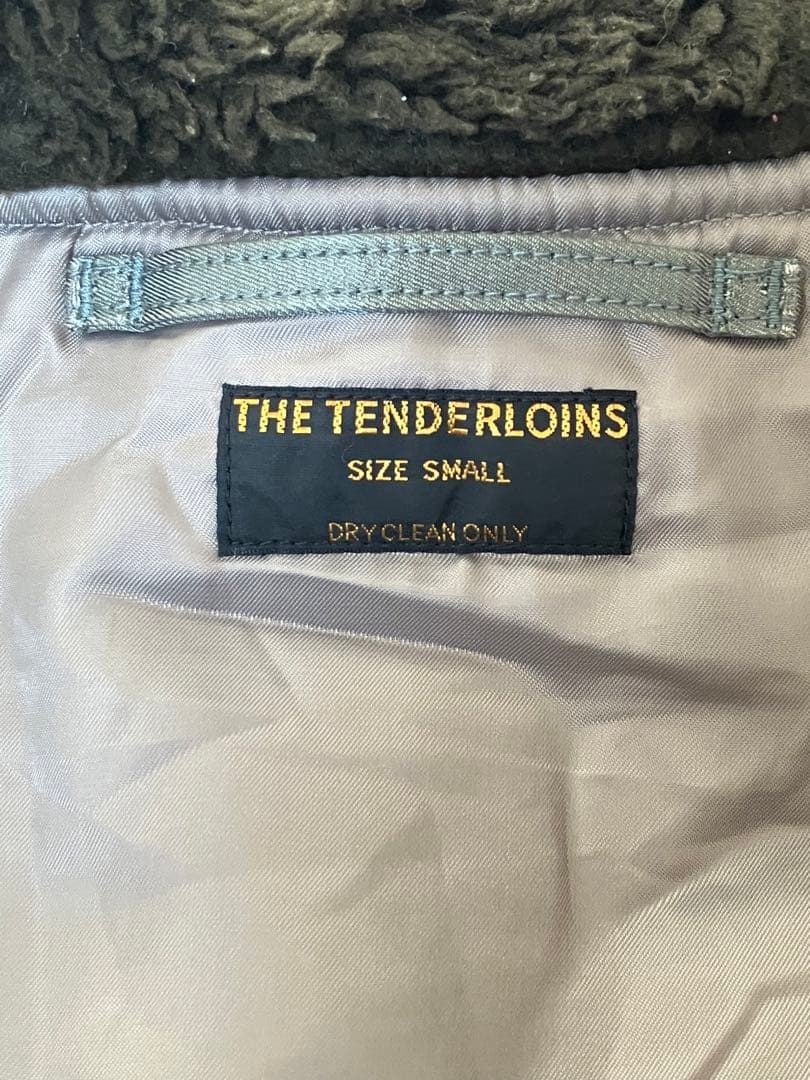 THE TENDERLOINS
SIZE SMALL
DRY CLEAN ONLY